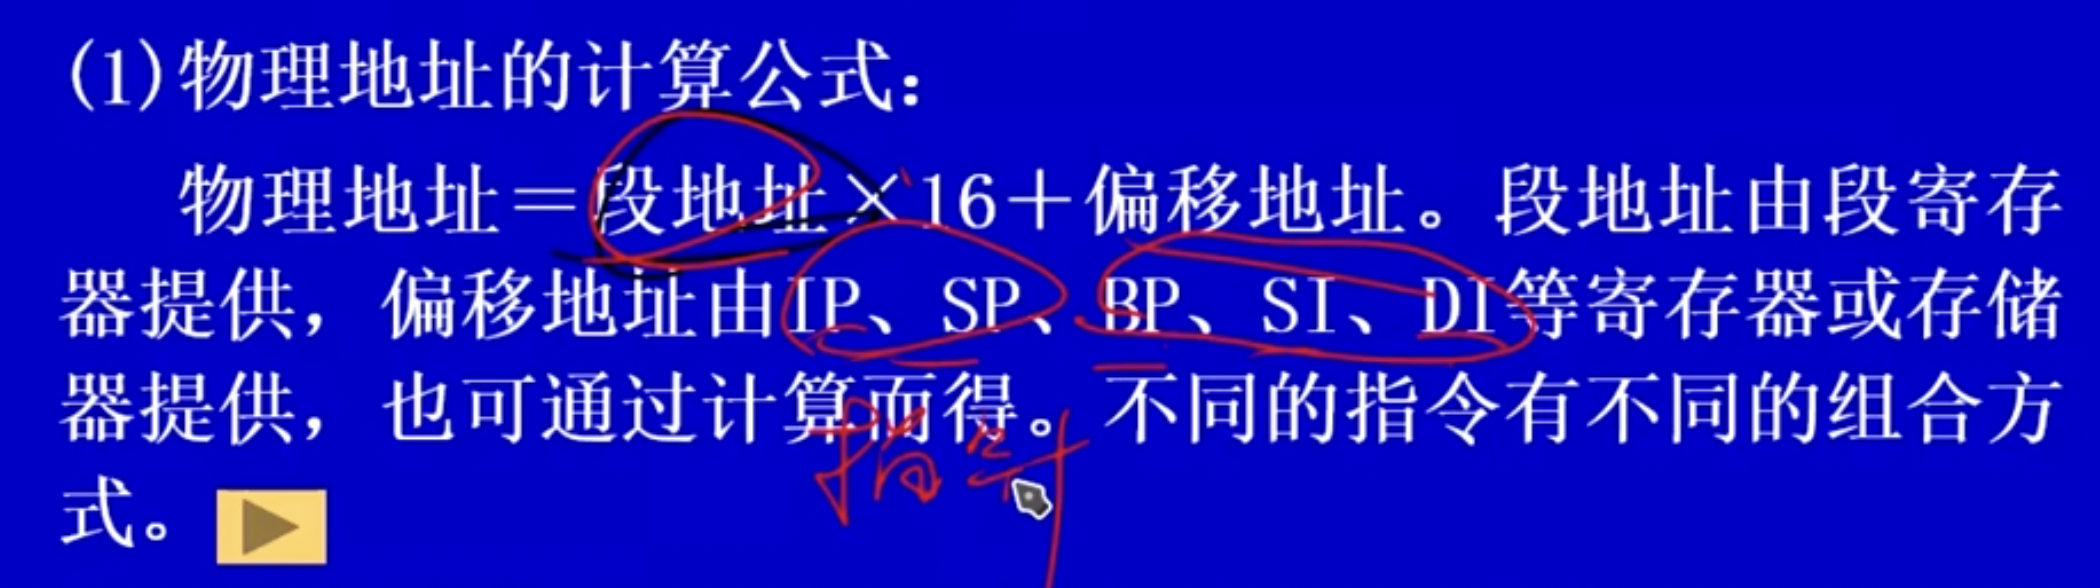 (1)物理地址的计算公式：
物理地址＝段地址×16＋偏移地址。段地址由段寄存
器提供，偏移地址由IP、SP、BP、SI、DI等寄存器或存储
器提供，也可通过计算而得。不同的指令有不同的组合方
式。
指针